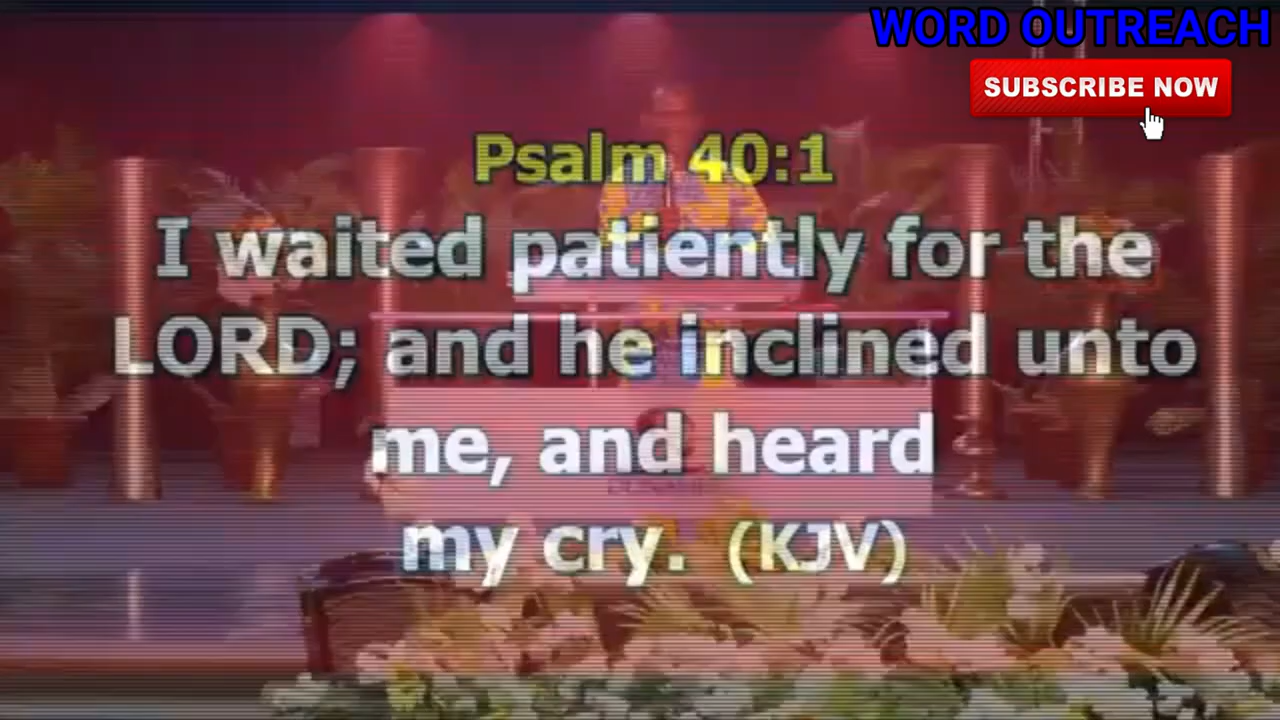 WORD OUTREACH
SUBSCRIBE NOW
Psalm 40:1
I waited patiently for the
LORD; and he inclined unto
me, and heard
my cry. (KJV)